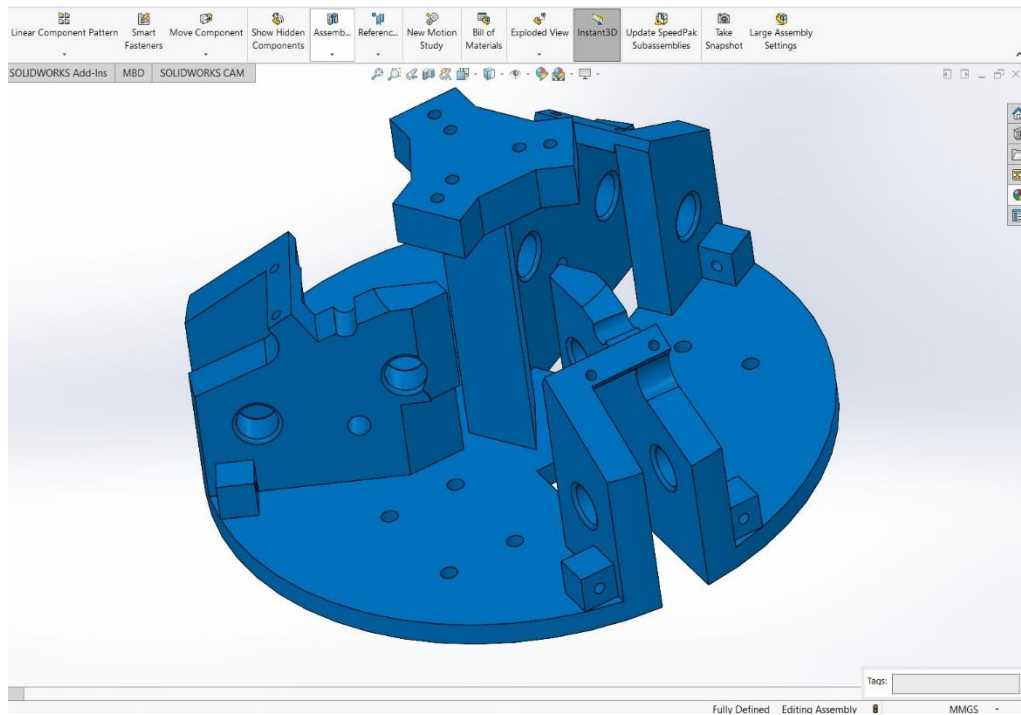 Linear Component Pattern
Smart
Fasteners
Move Component
Show Hidden
Components
Assemb...
Referenc...
New Motion
Study
Bill of
Materials
Exploded View
Instant3D
Update SpeedPak
Subassemblies
Take
Snapshot
Large Assembly
Settings
SOLIDWORKS Add-Ins
MBD
SOLIDWORKS CAM
Tags:
Fully Defined
Editing Assembly
MMGS